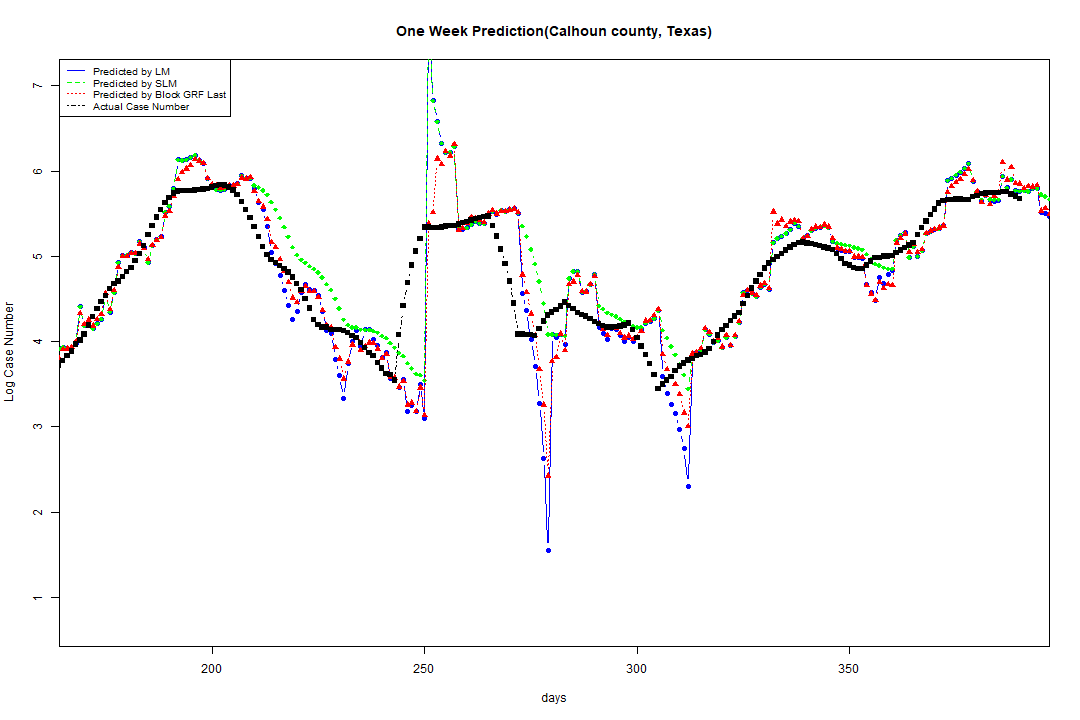 One Week Prediction(Calhoun county, Texas)
Predicted by LM
Predicted by SLM
Predicted by Block GRF Last
Actual Case Number
7
6
5
4
3
2
1
Log Case Number
200 250 300 350
days